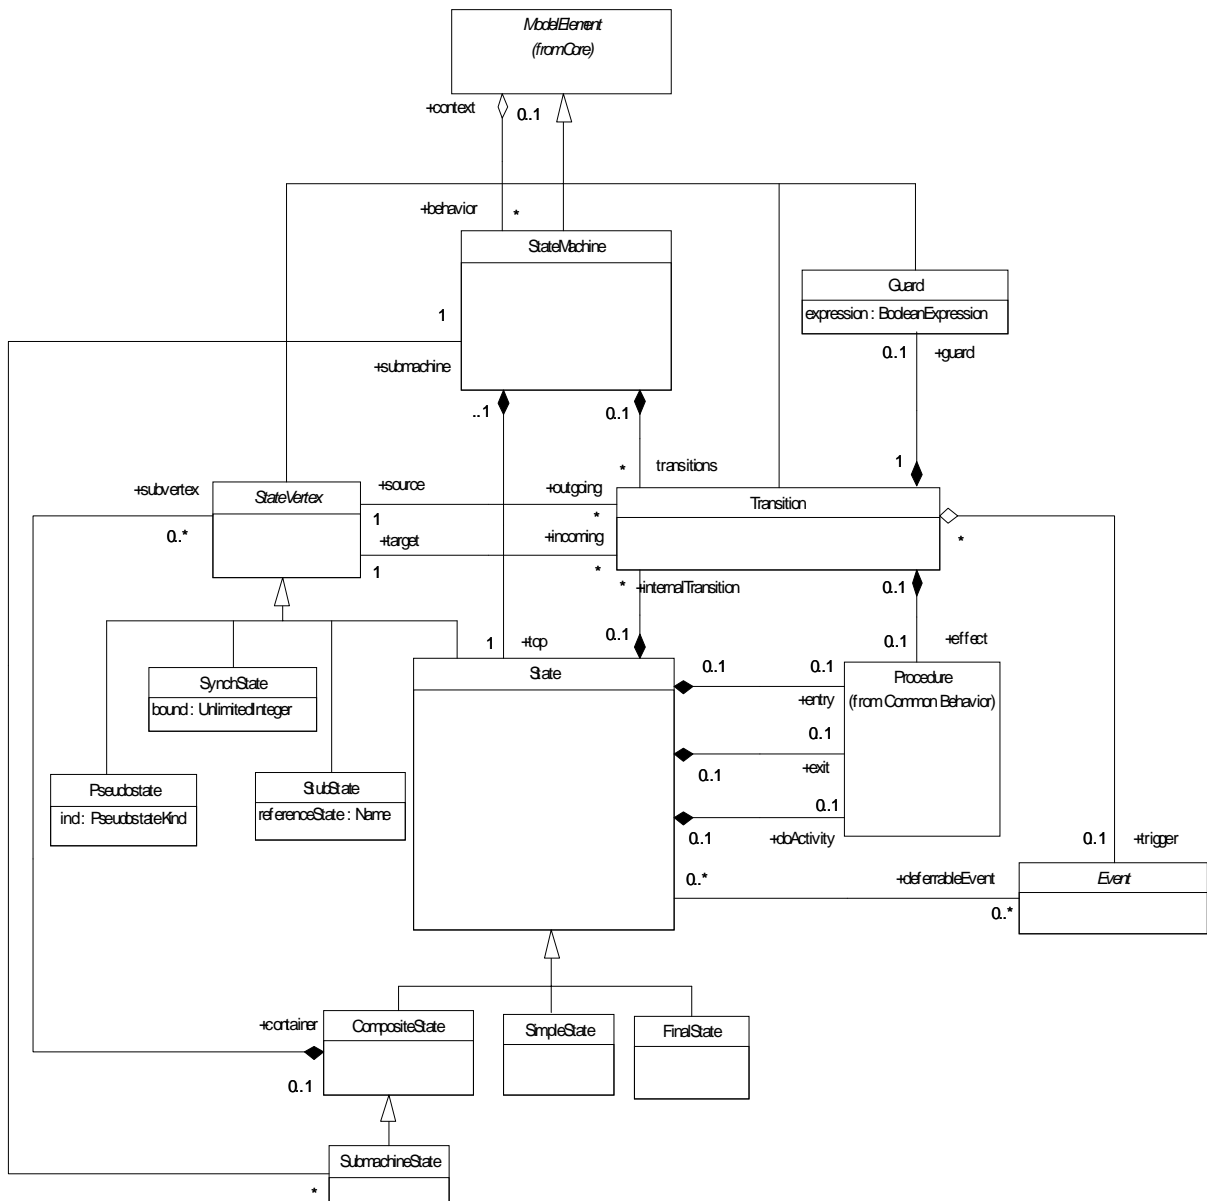 ModelElement
(from Core)
+context
0..1
+behavior
*
StateMachine
Guard
expression : BooleanExpression
1
+submachine
0..1
+guard
..1
0..1
*
transitions
1
+subvertex
0..*
StateVertex
+source
1
+outgoing
*
+target
1
+incoming
*
Transition
*
*
+internalTransition
0..1
0..1
+effect
1
+top
0..1
State
0..1
0..1
+entry
0..1
+exit
0..1
0..1
+doActivity
0..1
Procedure
(from Common Behavior)
SynchState
bound : UnlimitedInteger
Pseudostate
ind : PseudostateKind
StubState
referenceState : Name
0..1
+trigger
0..*
+deferrableEvent
0..*
Event
+container
0..1
CompositeState
SimpleState
FinalState
SubmachineState
*